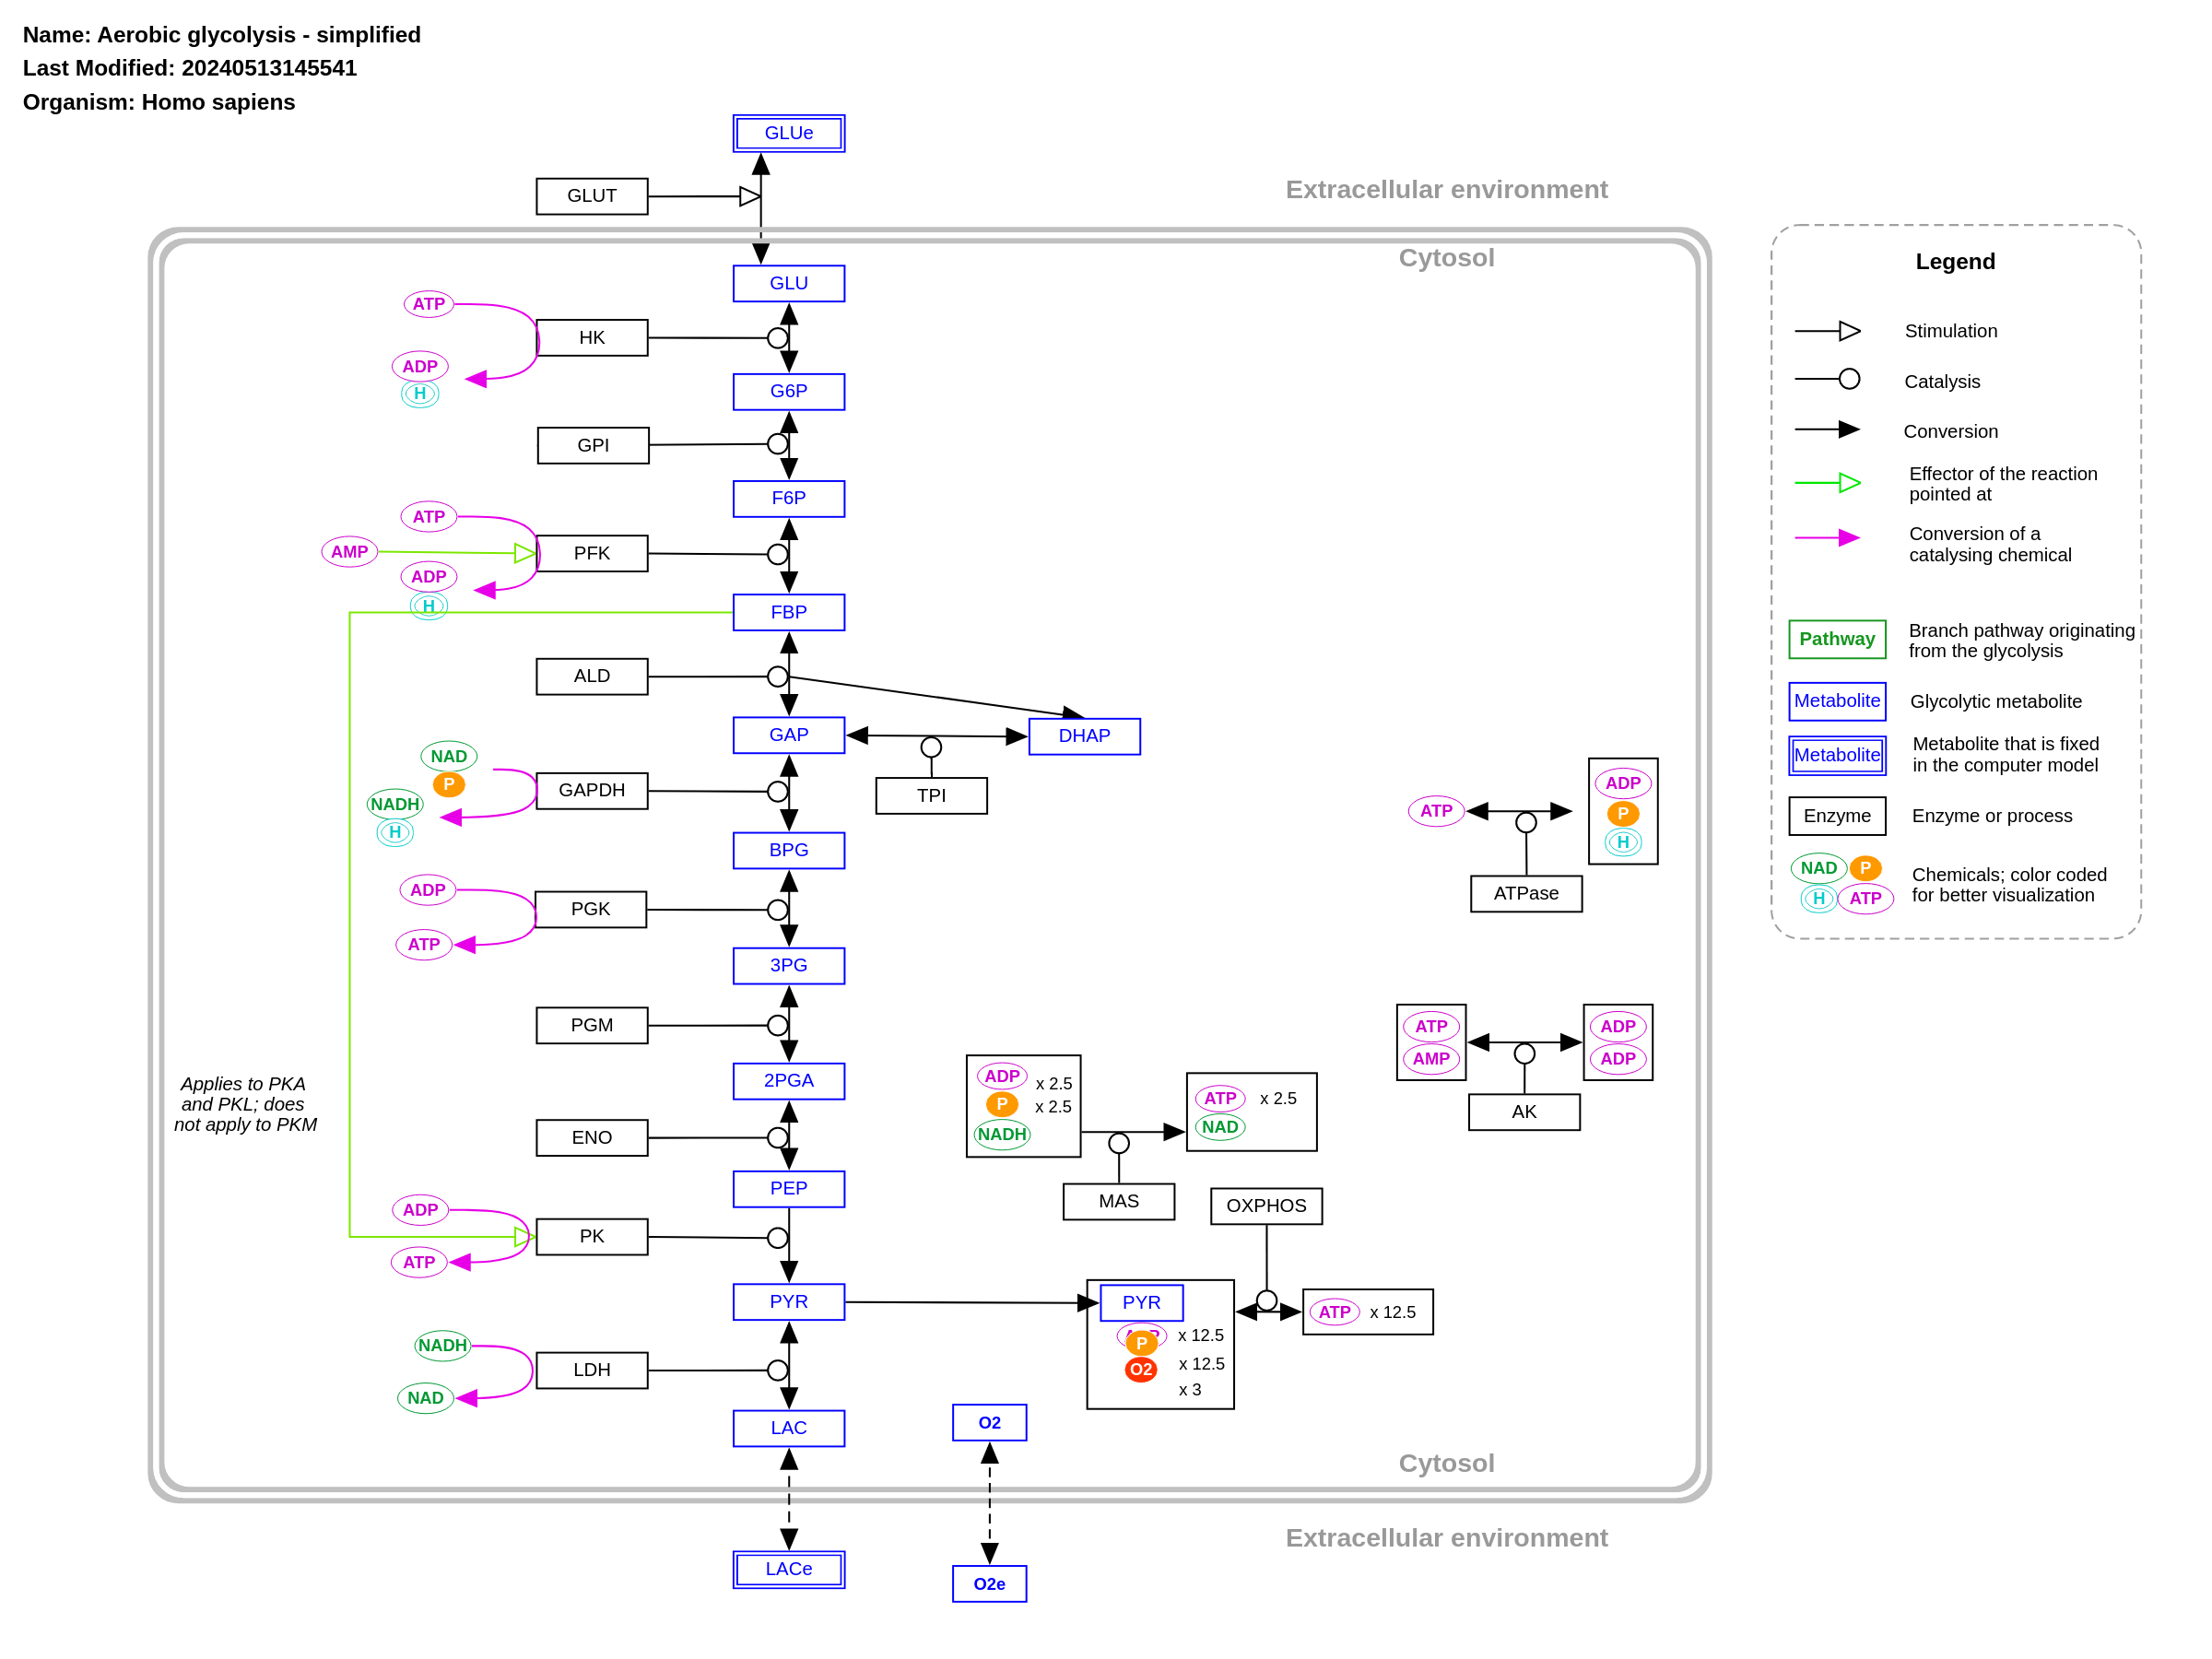 Name: Aerobic glycolysis - simplified
Last Modified: 20240513145541
Organism: Homo sapiens
GLUe
GLUT
Extracellular environment
Cytosol
GLU
ATP
HK
ADP
H
G6P
GPI
F6P
ATP
AMP
PFK
ADP
H
FBP
ALD
GAP
DHAP
TPI
NAD
P
GAPDH
NADH
H
BPG
ADP
PGK
ATP
3PG
PGM
2PGA
Applies to PKA
and PKL; does
not apply to PKM
ENO
PEP
ADP
PK
ATP
PYR
NADH
LDH
NAD
LAC
LACe
ATP
ADP
P
H
ATPase
ATP
AMP
ADP
ADP
AK
ADP x 2.5
P x 2.5
NADH
ATP x 2.5
NAD
MAS
OXPHOS
PYR
x 12.5
P
x 12.5
O2
x 3
ATP x 12.5
O2
O2e
Cytosol
Extracellular environment
Legend
Stimulation
Catalysis
Conversion
Effector of the reaction
pointed at
Conversion of a
catalysing chemical
Pathway
Branch pathway originating
from the glycolysis
Metabolite
Glycolytic metabolite
Metabolite
Metabolite that is fixed
in the computer model
Enzyme
Enzyme or process
NAD P
H ATP
Chemicals; color coded
for better visualization